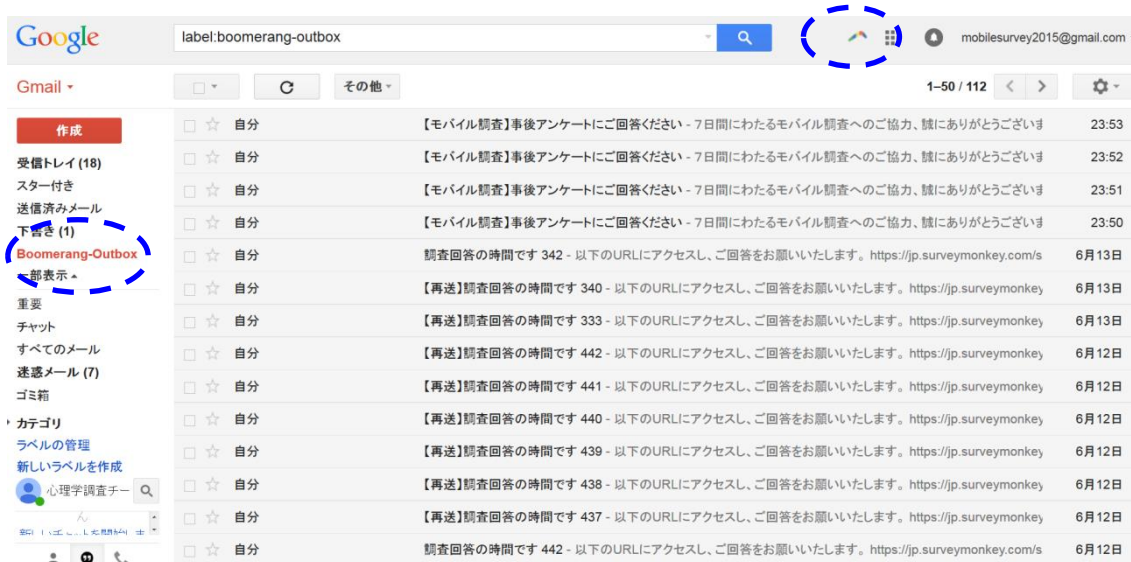 Google
label:boomerang-outbox
mobilesurvey2015@gmail.com
Gmail
その他
1–50 / 112
作成
受信トレイ (18)
スター付き
送信済みメール
下書き (1)
Boomerang-Outbox
一部表示
重要
チャット
すべてのメール
迷惑メール (7)
ゴミ箱
カテゴリ
ラベルの管理
新しいラベルを作成
心理学調査チー
ん
新しいチャットを開始しま
自分 【モバイル調査】事後アンケートにご回答ください - 7日間にわたるモバイル調査へのご協力、誠にありがとうございま 23:53
自分 【モバイル調査】事後アンケートにご回答ください - 7日間にわたるモバイル調査へのご協力、誠にありがとうございま 23:52
自分 【モバイル調査】事後アンケートにご回答ください - 7日間にわたるモバイル調査へのご協力、誠にありがとうございま 23:51
自分 【モバイル調査】事後アンケートにご回答ください - 7日間にわたるモバイル調査へのご協力、誠にありがとうございま 23:50
自分 調査回答の時間です 342 - 以下のURLにアクセスし、ご回答をお願いいたします。 https://jp.surveymonkey.com/s 6月13日
自分 【再送】調査回答の時間です 340 - 以下のURLにアクセスし、ご回答をお願いいたします。 https://jp.surveymonkey 6月13日
自分 【再送】調査回答の時間です 333 - 以下のURLにアクセスし、ご回答をお願いいたします。 https://jp.surveymonkey 6月13日
自分 【再送】調査回答の時間です 442 - 以下のURLにアクセスし、ご回答をお願いいたします。 https://jp.surveymonkey 6月12日
自分 【再送】調査回答の時間です 441 - 以下のURLにアクセスし、ご回答をお願いいたします。 https://jp.surveymonkey 6月12日
自分 【再送】調査回答の時間です 440 - 以下のURLにアクセスし、ご回答をお願いいたします。 https://jp.surveymonkey 6月12日
自分 【再送】調査回答の時間です 439 - 以下のURLにアクセスし、ご回答をお願いいたします。 https://jp.surveymonkey 6月12日
自分 【再送】調査回答の時間です 438 - 以下のURLにアクセスし、ご回答をお願いいたします。 https://jp.surveymonkey 6月12日
自分 【再送】調査回答の時間です 437 - 以下のURLにアクセスし、ご回答をお願いいたします。 https://jp.surveymonkey 6月12日
自分 調査回答の時間です 442 - 以下のURLにアクセスし、ご回答をお願いいたします。 https://jp.surveymonkey.com/s 6月12日